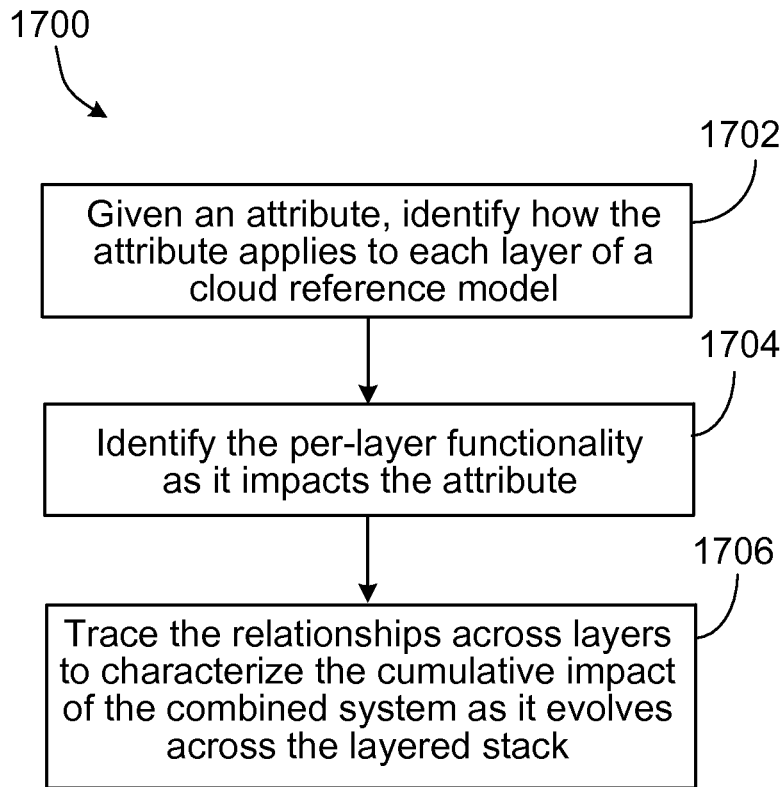 1700
1702
Given an attribute, identify how the
attribute applies to each layer of a
cloud reference model
1704
Identify the per-layer functionality
as it impacts the attribute
1706
Trace the relationships across layers
to characterize the cumulative impact
of the combined system as it evolves
across the layered stack